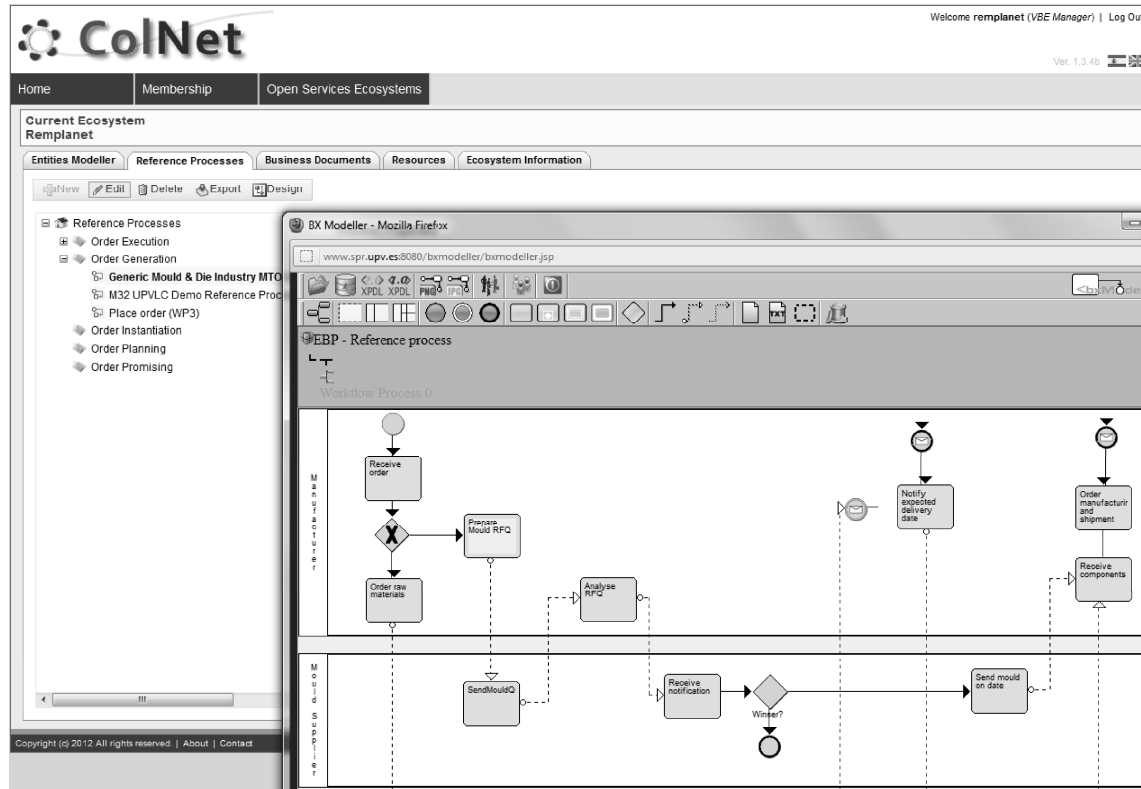 ColNet
Welcome remplanet (VBE Manager) | Log Out
Ver. 1.3.4b
Home Membership Open Services Ecosystems
Current Ecosystem
Remplanet
Entities Modeller Reference Processes Business Documents Resources Ecosystem Information
New Edit Delete Export Design
Reference Processes
Order Execution
Order Generation
Generic Mould & Die Industry MTO
M32 UPVLC Demo Reference Proc
Place order (WP3)
Order Instantiation
Order Planning
Order Promising
Copyright (c) 2012 All rights reserved. | About | Contact
BX Modeller - Mozilla Firefox
www.spr.upv.es:8080/bxmodeller/bxmodeller.jsp
XPDL XPDL PNG JPG
<bxMode
TXT
EBP - Reference process
Workflow Process 0
Manufacturer
Receive
order
X
Prepare
Mould RFQ
Order raw
materials
Analyse
RFQ
Notify
expected
delivery
date
Order
manufacturir
and
shipment
Receive
components
Mould Supplier
SendMouldQ
Receive
notification
Winner?
Send mould
on date